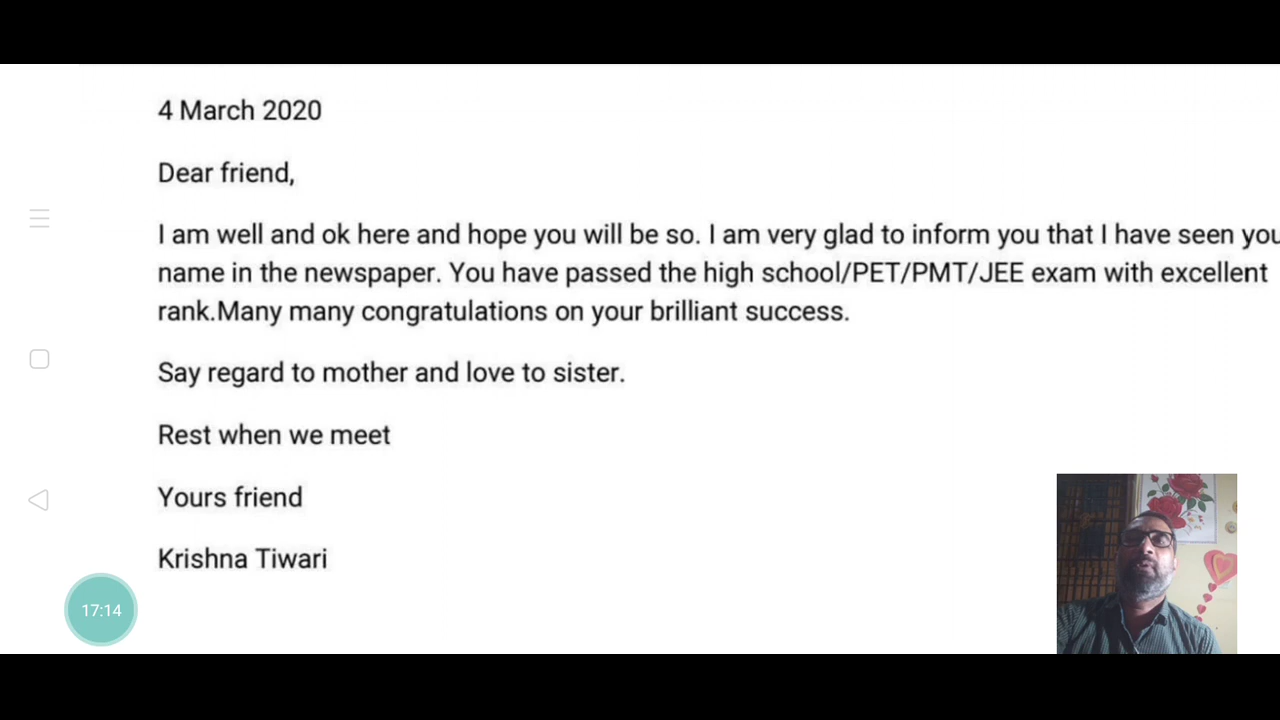 4 March 2020
Dear friend,
I am well and ok here and hope you will be so. I am very glad to inform you that I have seen you
name in the newspaper. You have passed the high school/PET/PMT/JEE exam with excellent
rank.Many many congratulations on your brilliant success.
Say regard to mother and love to sister.
Rest when we meet
Yours friend
Krishna Tiwari
17:14